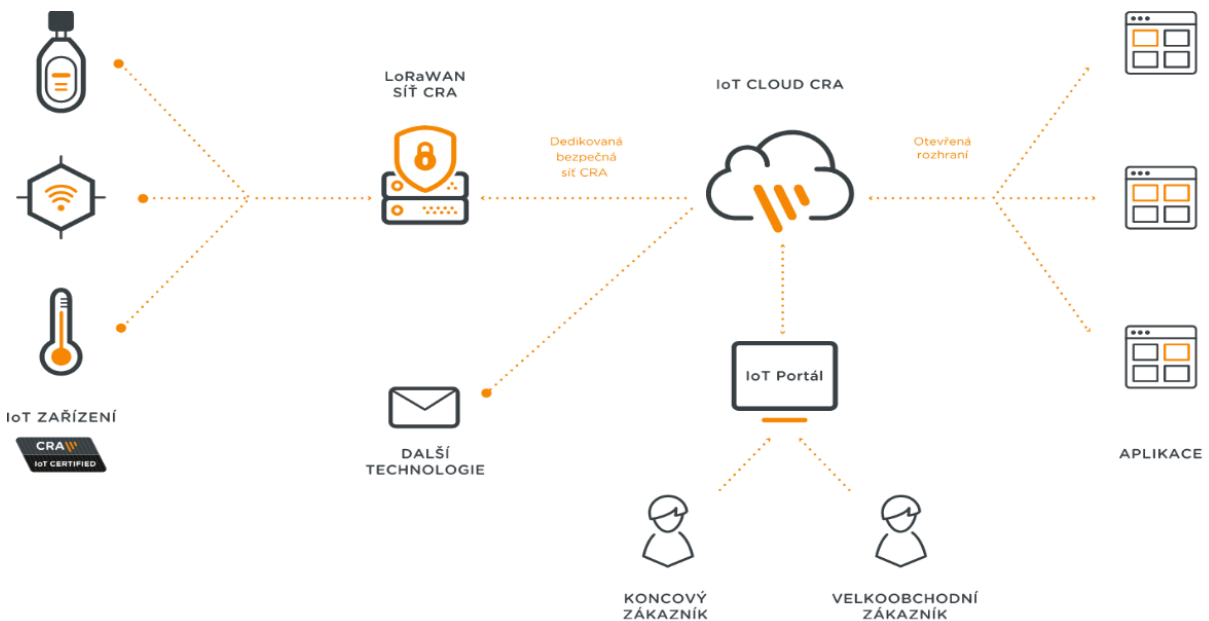 LoRaWAN
SÍŤ CRA
IoT CLOUD CRA
Dedikovaná
bezpečná
síť CRA
Otevřená
rozhraní
IoT Portál
IoT ZAŘÍZENÍ
CRA
IoT CERTIFIED
DALŠÍ
TECHNOLOGIE
APLIKACE
KONCOVÝ
ZÁKAZNÍK
VELKOOBCHODNÍ
ZÁKAZNÍK